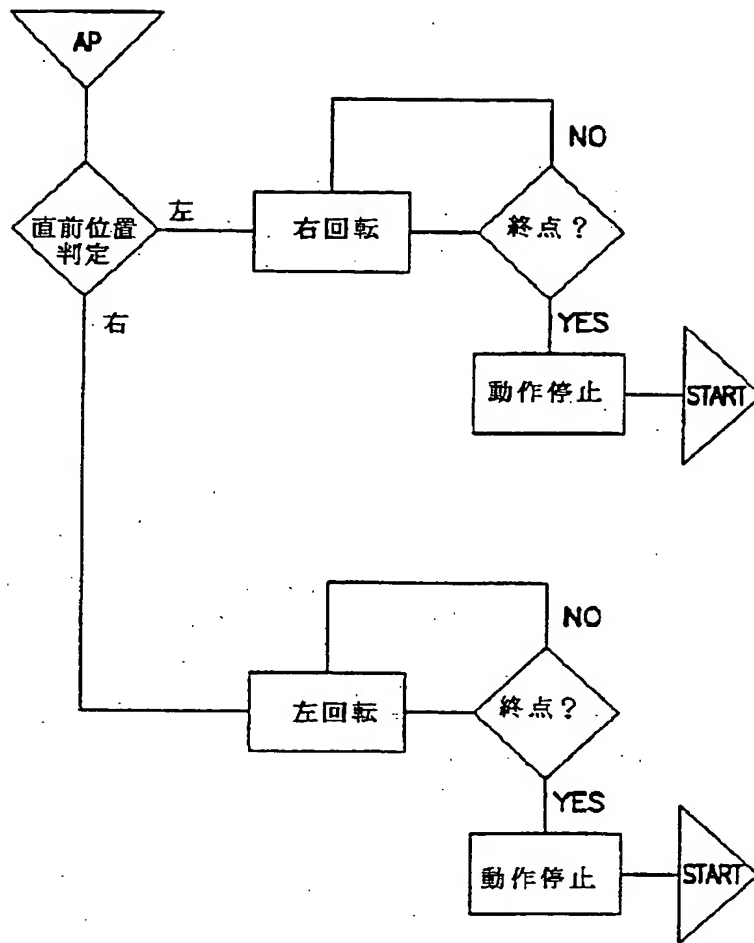 AP
直前位置
判定
左
右回転
終点？
NO
YES
動作停止
START
右
左回転
終点？
NO
YES
動作停止
START